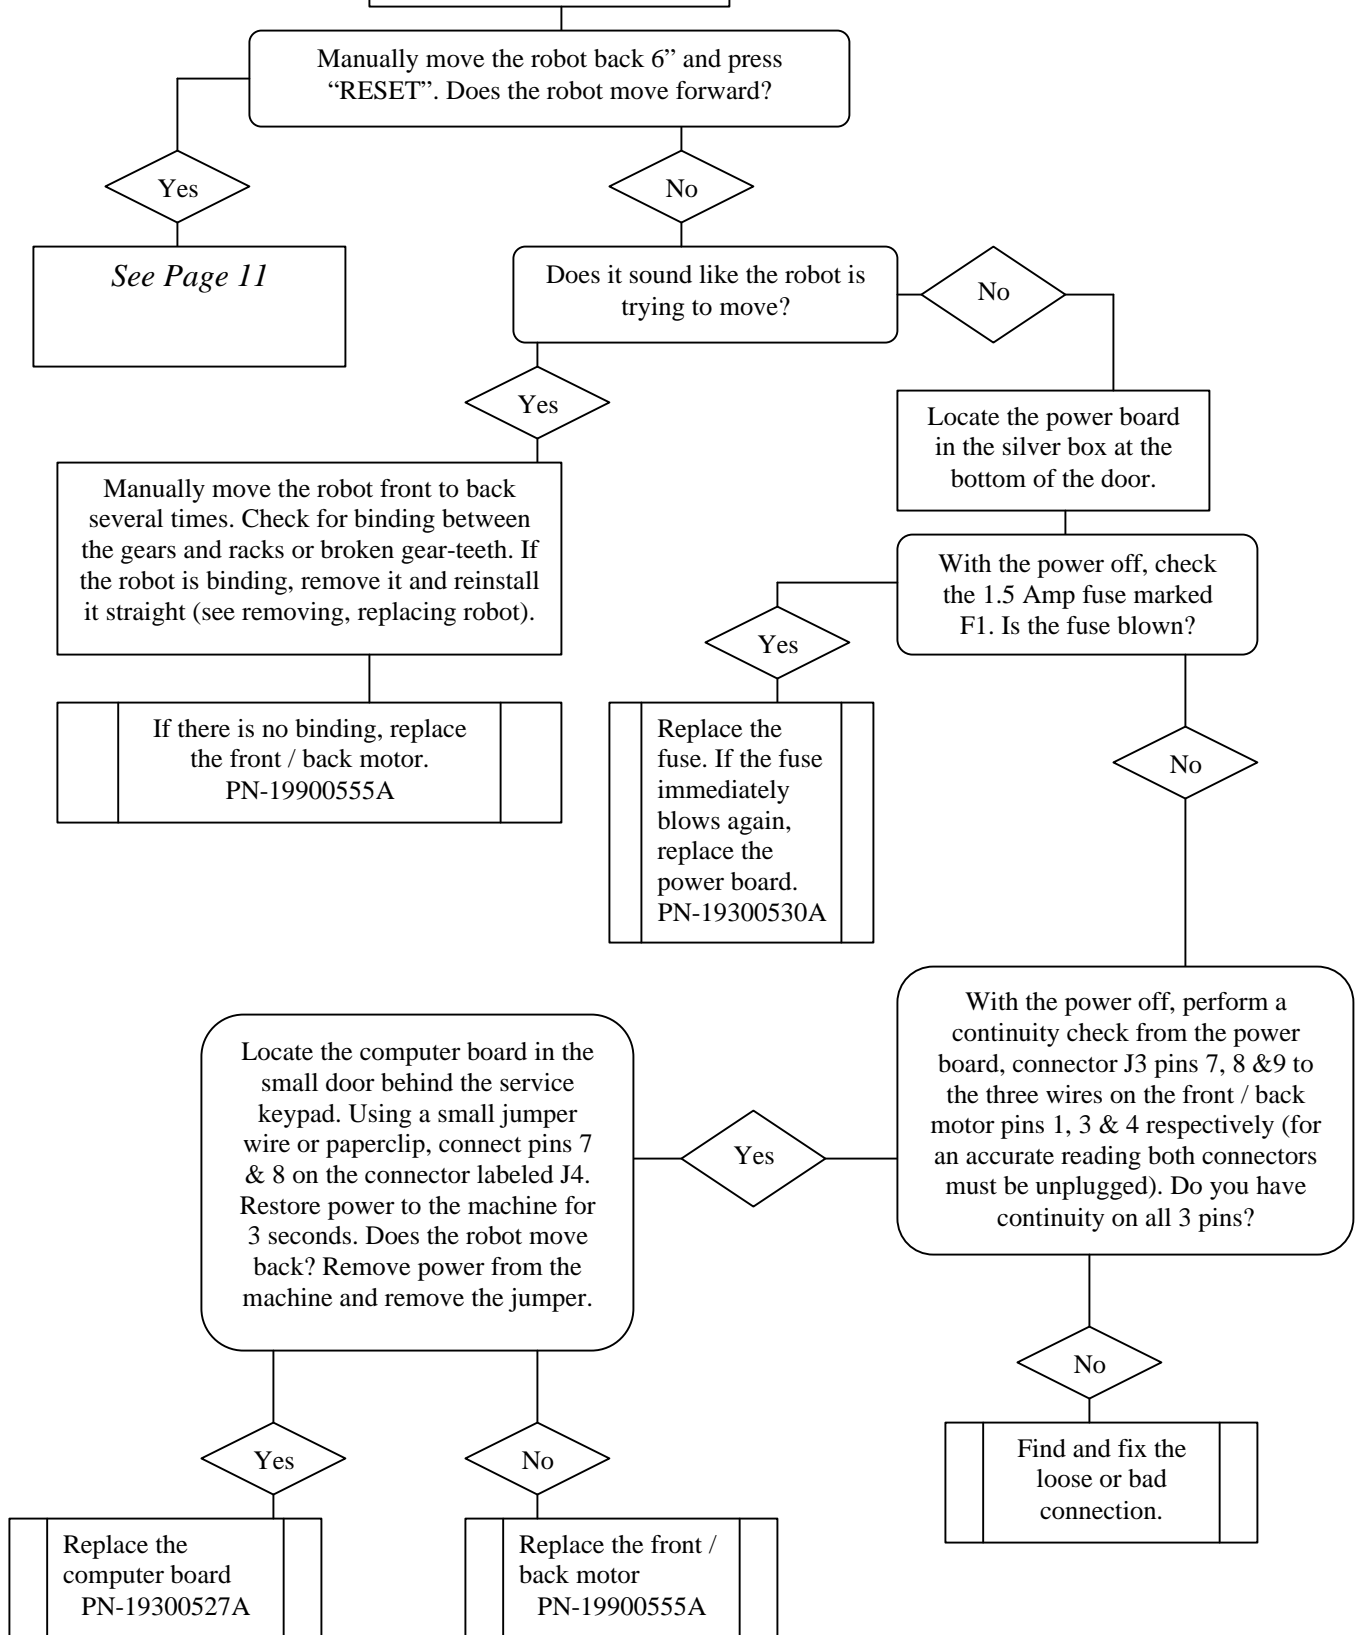 Manually move the robot back 6” and press
“RESET”. Does the robot move forward?
Yes
No
See Page 11
Does it sound like the robot is
trying to move?
No
Yes
Locate the power board
in the silver box at the
bottom of the door.
Manually move the robot front to back
several times. Check for binding between
the gears and racks or broken gear-teeth. If
the robot is binding, remove it and reinstall
it straight (see removing, replacing robot).
With the power off, check
the 1.5 Amp fuse marked
F1. Is the fuse blown?
Yes
No
If there is no binding, replace
the front / back motor.
PN-19900555A
Replace the
fuse. If the fuse
immediately
blows again,
replace the
power board.
PN-19300530A
With the power off, perform a
continuity check from the power
board, connector J3 pins 7, 8 &9 to
the three wires on the front / back
motor pins 1, 3 & 4 respectively (for
an accurate reading both connectors
must be unplugged). Do you have
continuity on all 3 pins?
Yes
Locate the computer board in the
small door behind the service
keypad. Using a small jumper
wire or paperclip, connect pins 7
& 8 on the connector labeled J4.
Restore power to the machine for
3 seconds. Does the robot move
back? Remove power from the
machine and remove the jumper.
No
Find and fix the
loose or bad
connection.
Yes
No
Replace the
computer board
PN-19300527A
Replace the front /
back motor
PN-19900555A